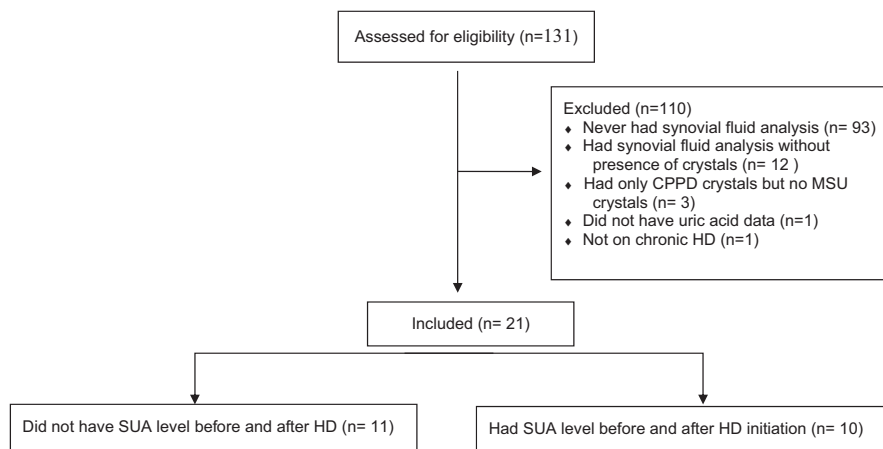 Assessed for eligibility (n=131)
Excluded (n=110)
♦ Never had synovial fluid analysis (n= 93)
♦ Had synovial fluid analysis without
presence of crystals (n= 12 )
♦ Had only CPPD crystals but no MSU
crystals (n= 3)
♦ Did not have uric acid data (n=1)
♦ Not on chronic HD (n=1)
Included (n= 21)
Did not have SUA level before and after HD (n= 11)
Had SUA level before and after HD initiation (n= 10)